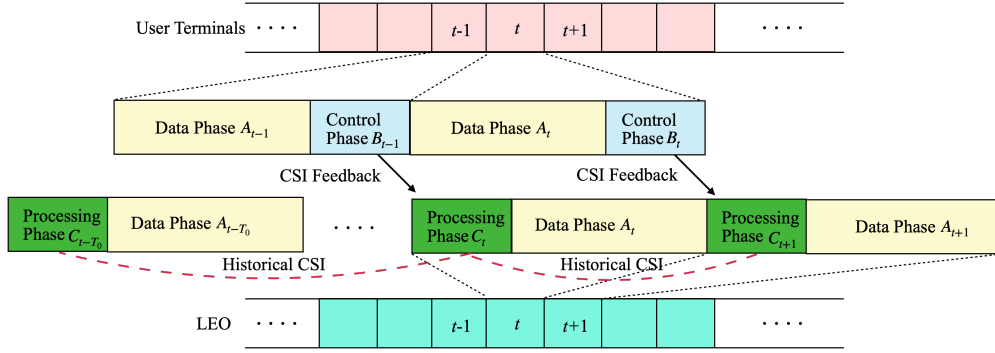 User Terminals · · · · t-1 t t+1 · · · ·
Data Phase A_{t−1} Control Phase B_{t−1} Data Phase A_t Control Phase B_t
CSI Feedback CSI Feedback
Processing Phase C_{t−T_0} Data Phase A_{t−T_0} · · · · Processing Phase C_t Data Phase A_t Processing Phase C_{t+1} Data Phase A_{t+1}
Historical CSI Historical CSI
LEO · · · · t-1 t t+1 · · · ·